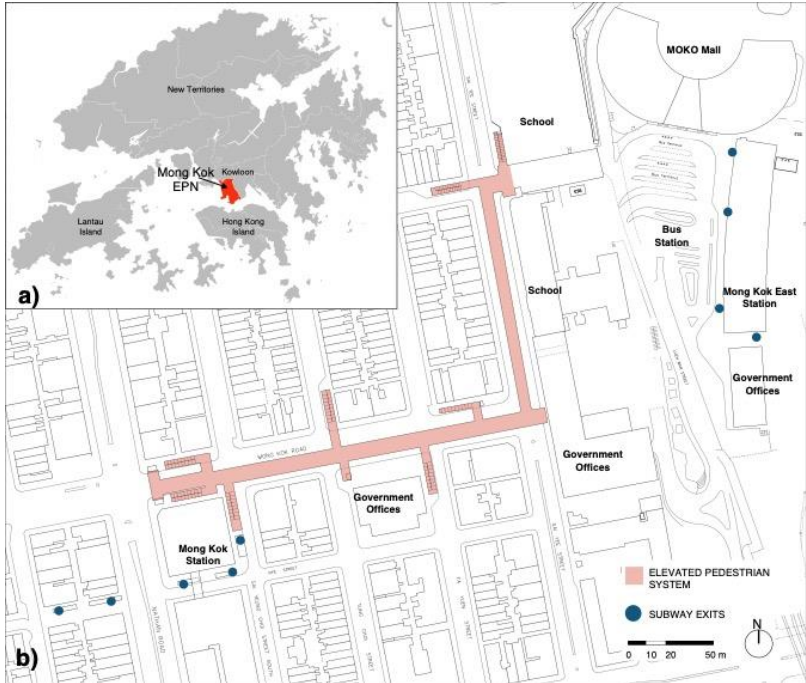 New Territories
Mong Kok
EPN
Kowloon
Lantau
Island
Hong Kong
Island
a)
MOKO Mall
School
Bus
Station
School
Mong Kok East
Station
Government
Offices
MONG KOK ROAD
Government
Offices
Government
Offices
Mong Kok
Station
NATHAN ROAD
ELEVATED PEDESTRIAN
SYSTEM
SUBWAY EXITS
N
0 10 20 50 m
b)